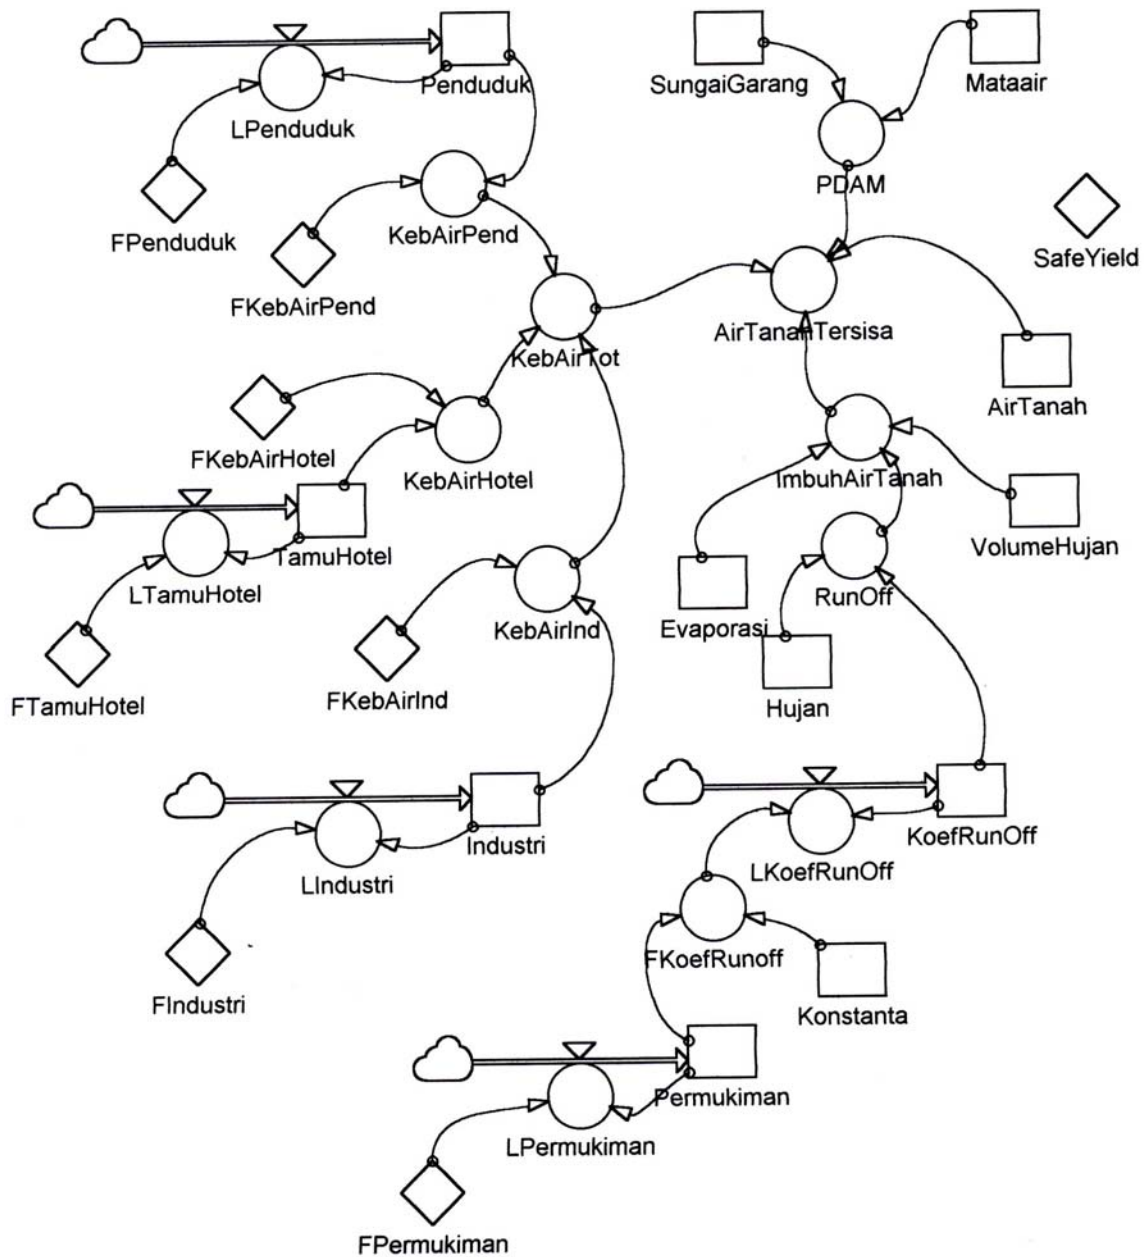 Penduduk
SungaiGarang
Mataair
LPenduduk
PDAM
FPenduduk
KebAirPend
SafeYield
FKebAirPend
AirTanahTersisa
KebAirTot
AirTanah
FKebAirHotel
KebAirHotel
ImbuhAirTanah
VolumeHujan
TamuHotel
LTamuHotel
RunOff
KebAirInd
Evaporasi
FTamuHotel
FKebAirInd
Hujan
Industri
KoefRunOff
LIndustri
LKoefRunOff
FKoefRunoff
FIndustri
Konstanta
Permukiman
LPermukiman
FPermukiman